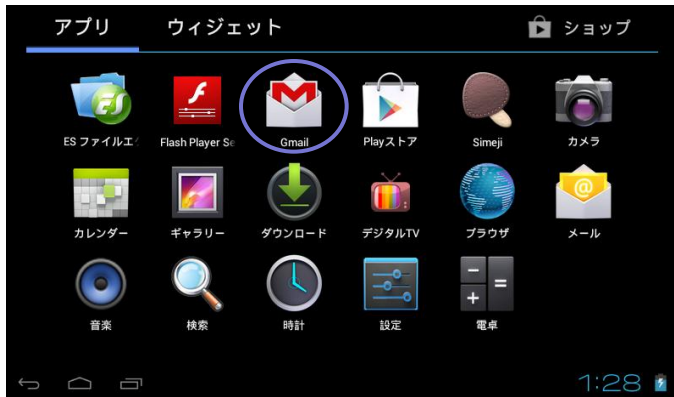 アプリ ウィジェット ショップ
ES ファイルエク Flash Player Se Gmail Playストア Simeji カメラ
カレンダー ギャラリー ダウンロード デジタルTV ブラウザ メール
音楽 検索 時計 設定 電卓
1:28